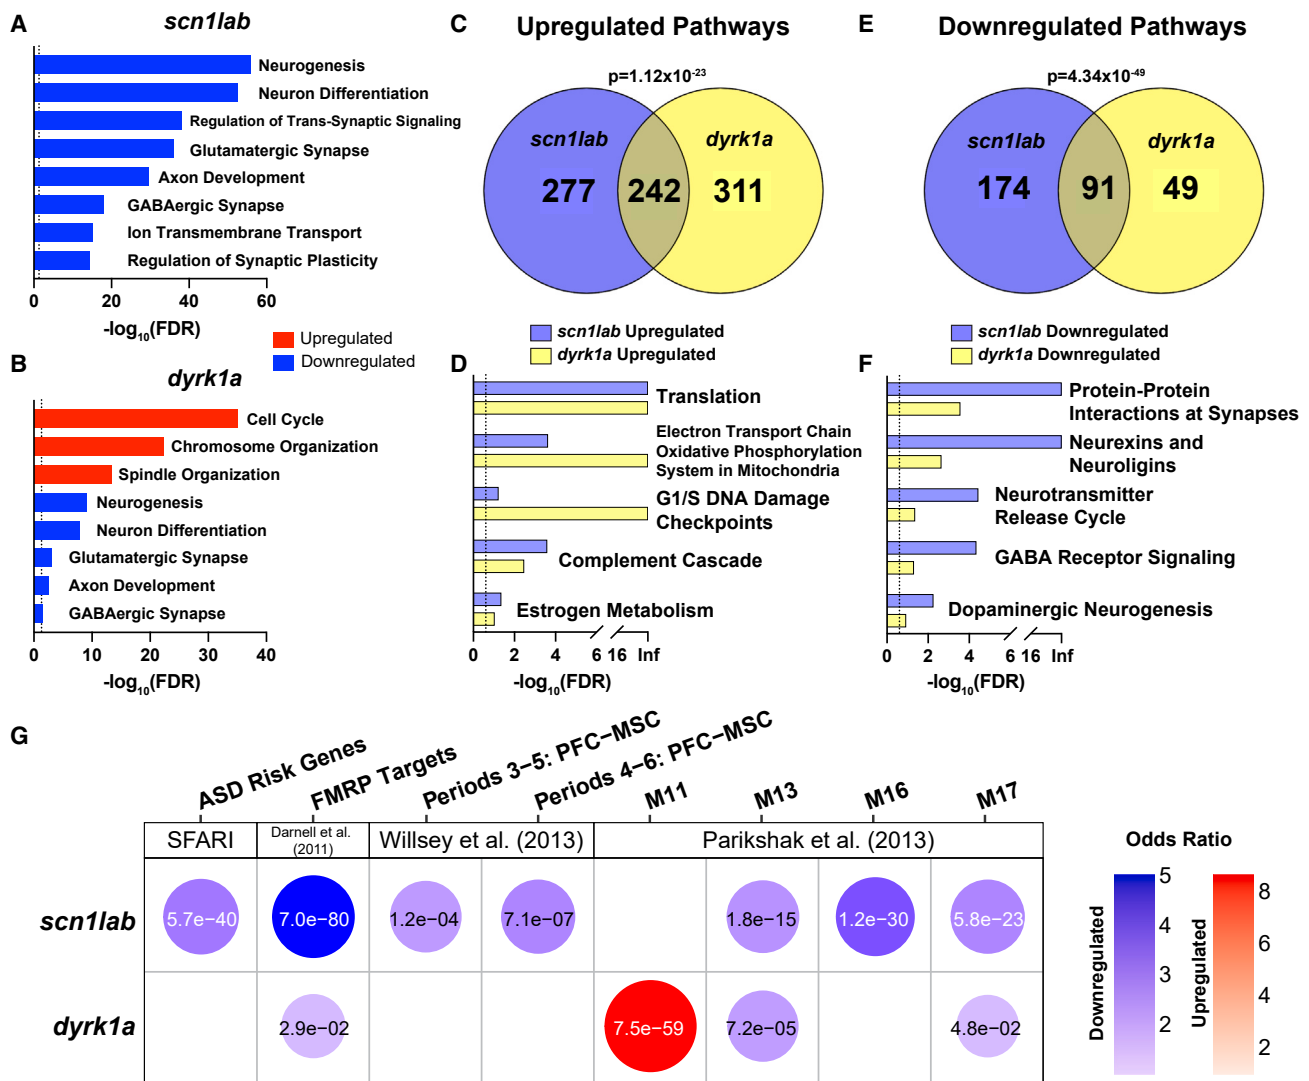 A
scn1lab
Neurogenesis
Neuron Differentiation
Regulation of Trans-Synaptic Signaling
Glutamatergic Synapse
Axon Development
GABAergic Synapse
Ion Transmembrane Transport
Regulation of Synaptic Plasticity
0 20 40 60
-log10(FDR)
Upregulated
Downregulated
B
dyrk1a
Cell Cycle
Chromosome Organization
Spindle Organization
Neurogenesis
Neuron Differentiation
Glutamatergic Synapse
Axon Development
GABAergic Synapse
0 10 20 30 40
-log10(FDR)
C
Upregulated Pathways
p=1.12x10-23
scn1lab
dyrk1a
277 242 311
scn1lab Upregulated
dyrk1a Upregulated
D
Translation
Electron Transport Chain
Oxidative Phosphorylation
System in Mitochondria
G1/S DNA Damage
Checkpoints
Complement Cascade
Estrogen Metabolism
0 2 4 6 16 Inf
-log10(FDR)
E
Downregulated Pathways
p=4.34x10-49
scn1lab
dyrk1a
174 91 49
scn1lab Downregulated
dyrk1a Downregulated
F
Protein-Protein
Interactions at Synapses
Neurexins and
Neuroligins
Neurotransmitter
Release Cycle
GABA Receptor Signaling
Dopaminergic Neurogenesis
0 2 4 6 16 Inf
-log10(FDR)
G
ASD Risk Genes
FMRP Targets
Periods 3−5: PFC−MSC
Periods 4−6: PFC−MSC
M11
M13
M16
M17
SFARI
Darnell et al.
(2011)
Willsey et al. (2013)
Parikshak et al. (2013)
scn1lab
5.7e−40 7.0e−80 1.2e−04 7.1e−07 1.8e−15 1.2e−30 5.8e−23
dyrk1a
2.9e−02 7.5e−59 7.2e−05 4.8e−02
Odds Ratio
Downregulated
5
4
3
2
Upregulated
8
6
4
2